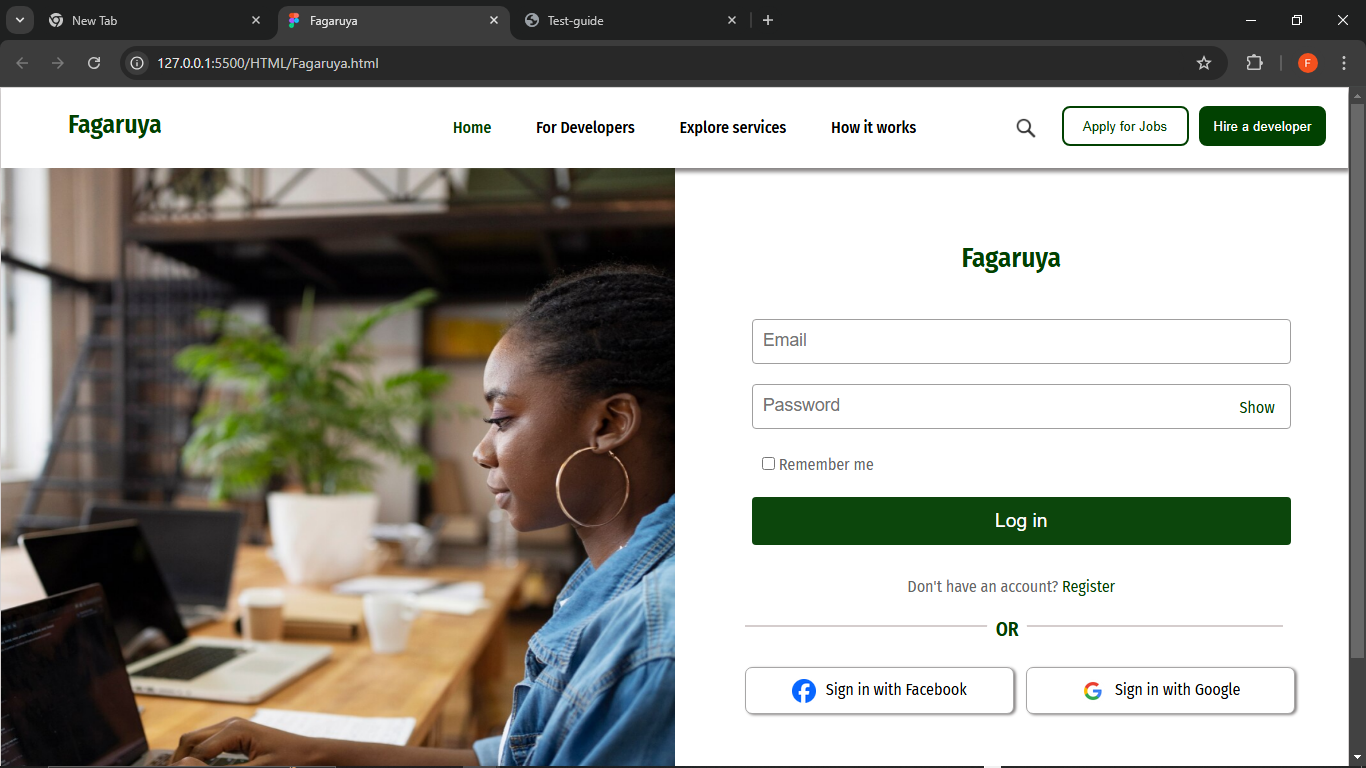 New Tab
Fagaruya
Test-guide
127.0.0.1:5500/HTML/Fagaruya.html
F
Fagaruya
Home
For Developers
Explore services
How it works
Apply for Jobs
Hire a developer
Fagaruya
Email
Password
Show
Remember me
Log in
Don't have an account? Register
OR
Sign in with Facebook
Sign in with Google